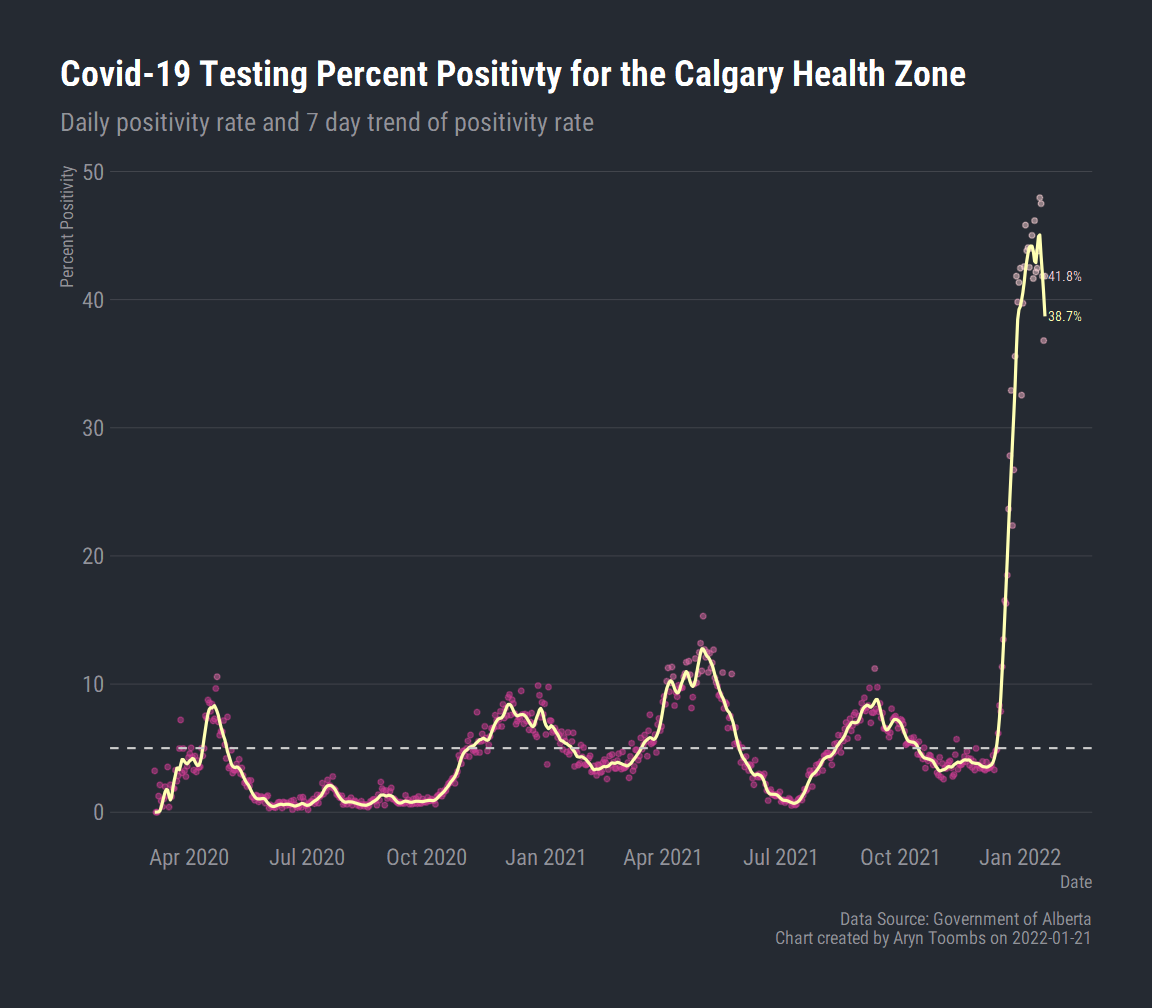 Covid-19 Testing Percent Positivty for the Calgary Health Zone
Daily positivity rate and 7 day trend of positivity rate
Percent Positivity
50
40
30
20
10
0
41.8%
38.7%
Apr 2020 Jul 2020 Oct 2020 Jan 2021 Apr 2021 Jul 2021 Oct 2021 Jan 2022
Date
Data Source: Government of Alberta
Chart created by Aryn Toombs on 2022-01-21